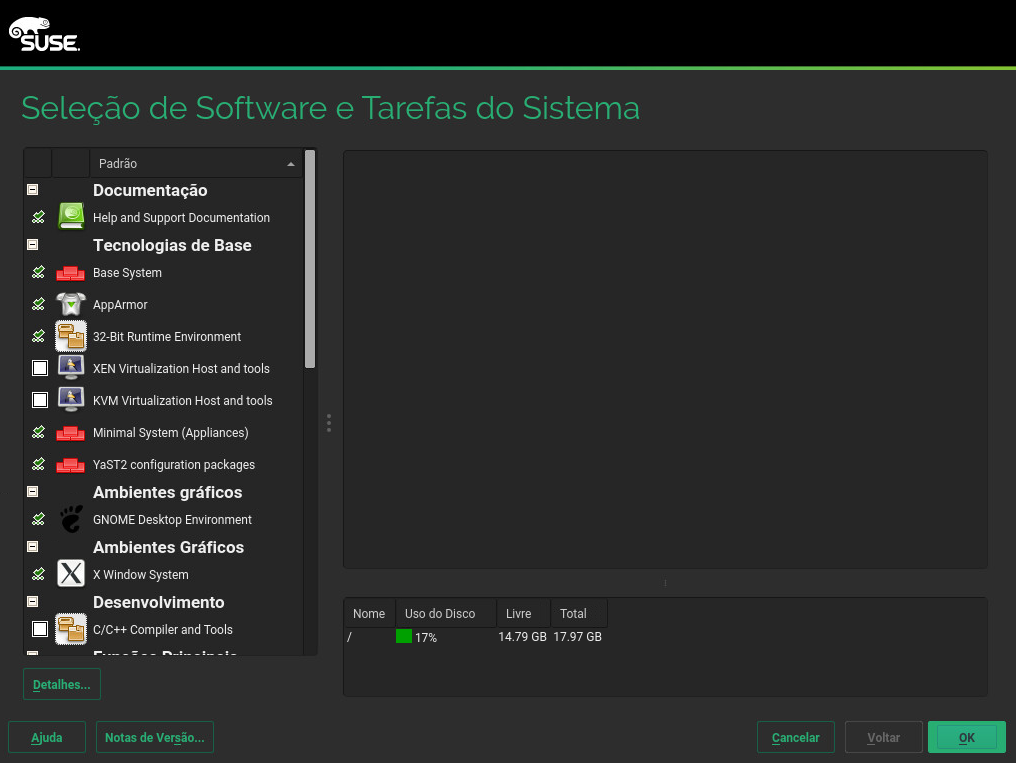 SUSE.
Seleção de Software e Tarefas do Sistema
Padrão
Documentação
Help and Support Documentation
Tecnologias de Base
Base System
AppArmor
32-Bit Runtime Environment
XEN Virtualization Host and tools
KVM Virtualization Host and tools
Minimal System (Appliances)
YaST2 configuration packages
Ambientes gráficos
GNOME Desktop Environment
Ambientes Gráficos
X Window System
Desenvolvimento
C/C++ Compiler and Tools
Funções Principais
Nome Uso do Disco Livre Total
/ 17% 14.79 GB 17.97 GB
Detalhes...
Ajuda Notas de Versão... Cancelar Voltar OK